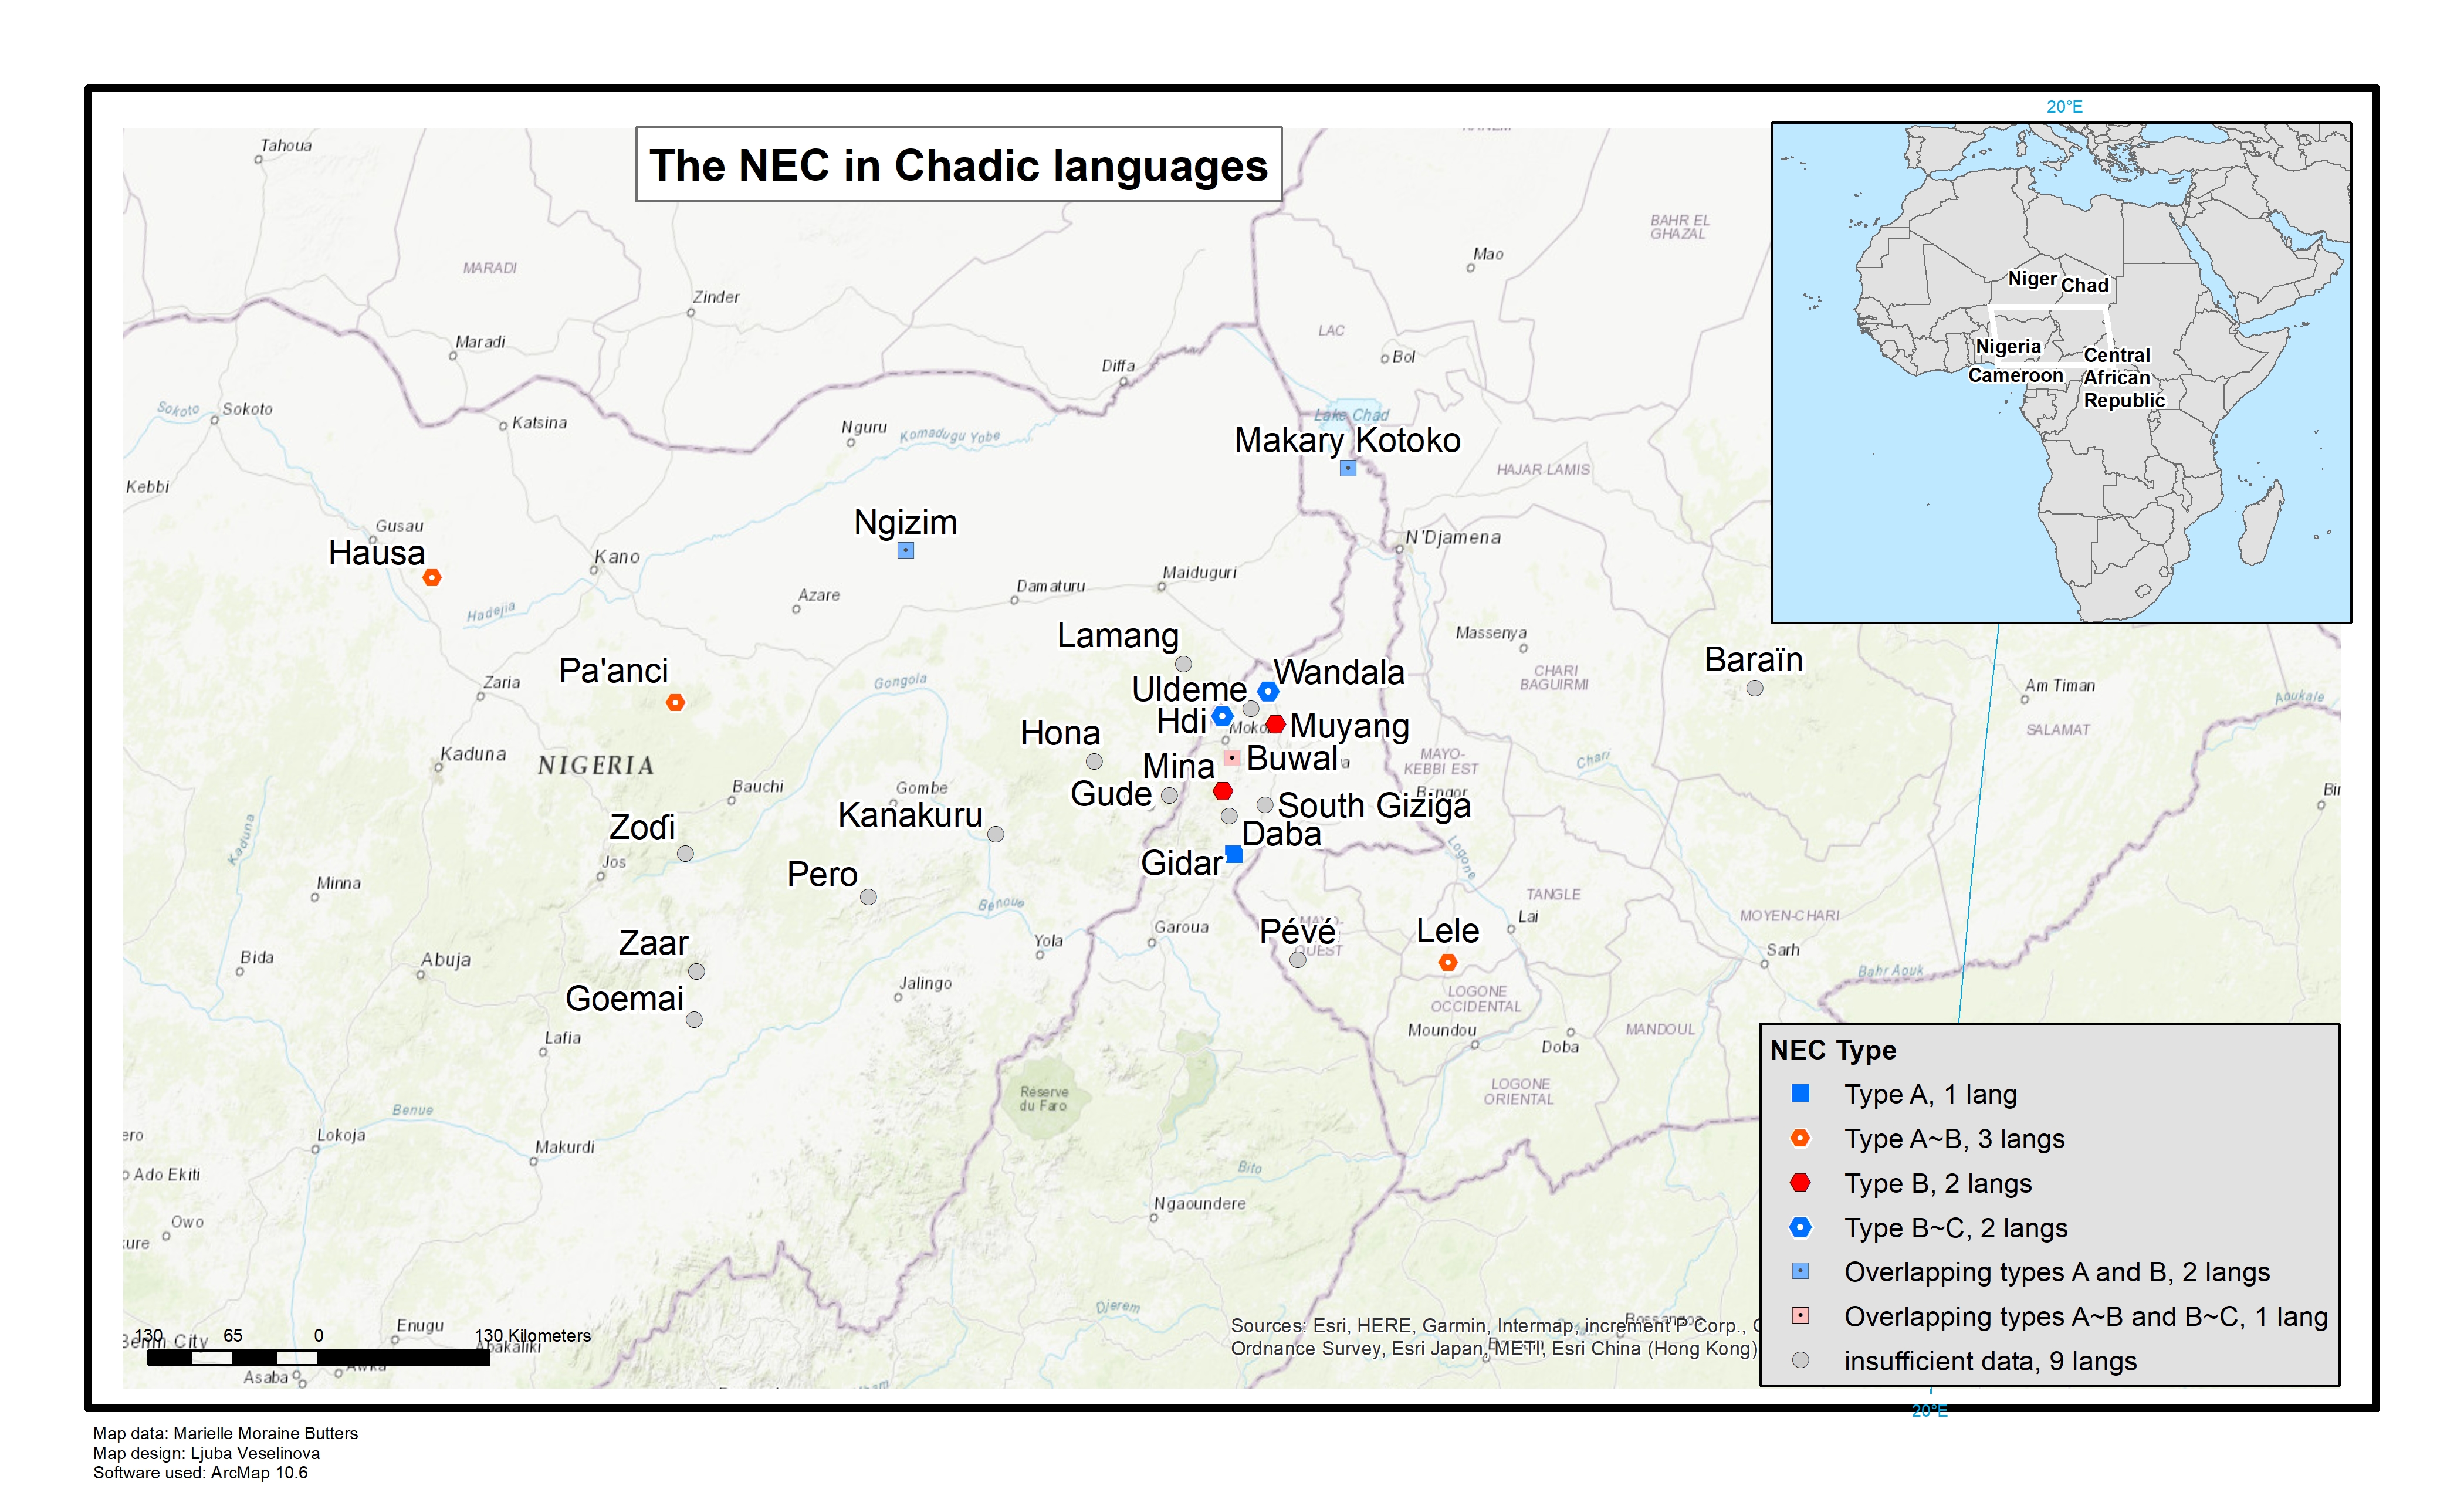 20°E
The NEC in Chadic languages
Tahoua
BAHR EL
GHAZAL
Mao
MARADI
Zinder
Niger
Chad
LAC
Maradi
Nigeria
Central
Diffa
Bol
Cameroon
African
Republic
Sokoto
Sokoto
Katsina
Nguru
Komadugu Yobe
Lake Chad
Makary Kotoko
HAJAR LAMIS
Kebbi
Gusau
Ngizim
N'Djamena
Hausa
Kano
Maiduguri
Damaturu
Azare
Hadejia
Lamang
Massenya
Baraïn
Pa'anci
Wandala
CHARI
BAGUIRMI
Zaria
Gongola
Uldeme
Am Timan
Aoukale
Hdi
Muyang
SALAMAT
Hona
Kaduna
NIGERIA
Mina
Buwal
MAYO-
KEBBI EST
Chari
Bauchi
Gombe
Gude
South Giziga
Bongor
Kanakuru
Zoɗi
Daba
Kaduna
Jos
Gidar
Logone
Pero
Minna
Benoue
TANGLE
Lai
MOYEN-CHARI
Garoua
Pévé
MAYO-
OUEST
Lele
Zaar
Yola
Sarh
Bida
Abuja
Bahr Aouk
Jalingo
LOGONE
OCCIDENTAL
Goemai
Moundou
MANDOUL
Lafia
Doba
Réserve
du Faro
LOGONE
ORIENTAL
Benue
Lokoja
Makurdi
Ado Ekiti
Bito
Ngaoundere
Owo
Djerem
Enugu
Benin City
130 65 0 130 Kilometers
Abakaliki
Awka
Asaba
Sources: Esri, HERE, Garmin, Intermap, increment P Corp.,
Ordnance Survey, Esri Japan, METI, Esri China (Hong Kong)
NEC Type
Type A, 1 lang
Type A~B, 3 langs
Type B, 2 langs
Type B~C, 2 langs
Overlapping types A and B, 2 langs
Overlapping types A~B and B~C, 1 lang
insufficient data, 9 langs
20°E
Map data: Marielle Moraine Butters
Map design: Ljuba Veselinova
Software used: ArcMap 10.6